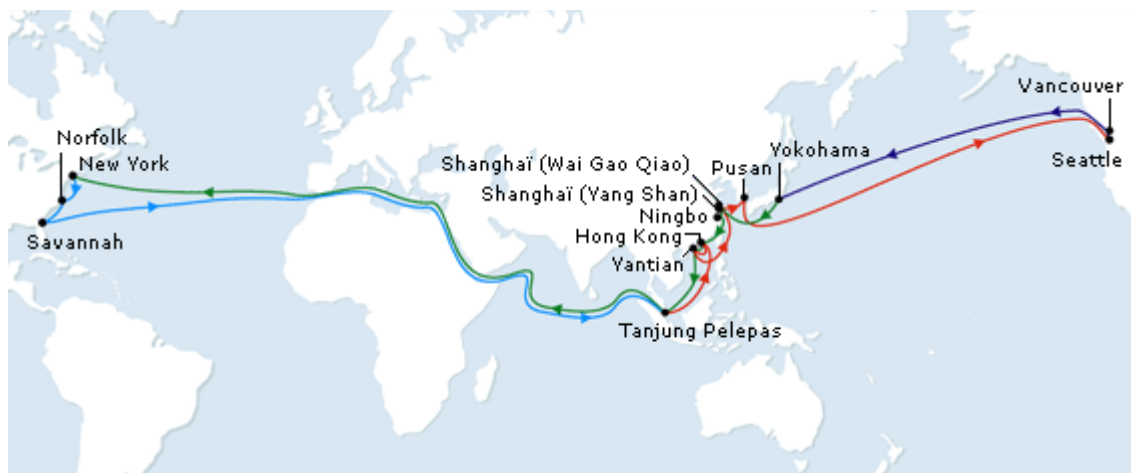 Vancouver
Norfolk
New York
Shanghaï (Wai Gao Qiao)
Yokohama
Seattle
Pusan
Shanghaï (Yang Shan)
Ningbo
Savannah
Hong Kong
Yantian
Tanjung Pelepas